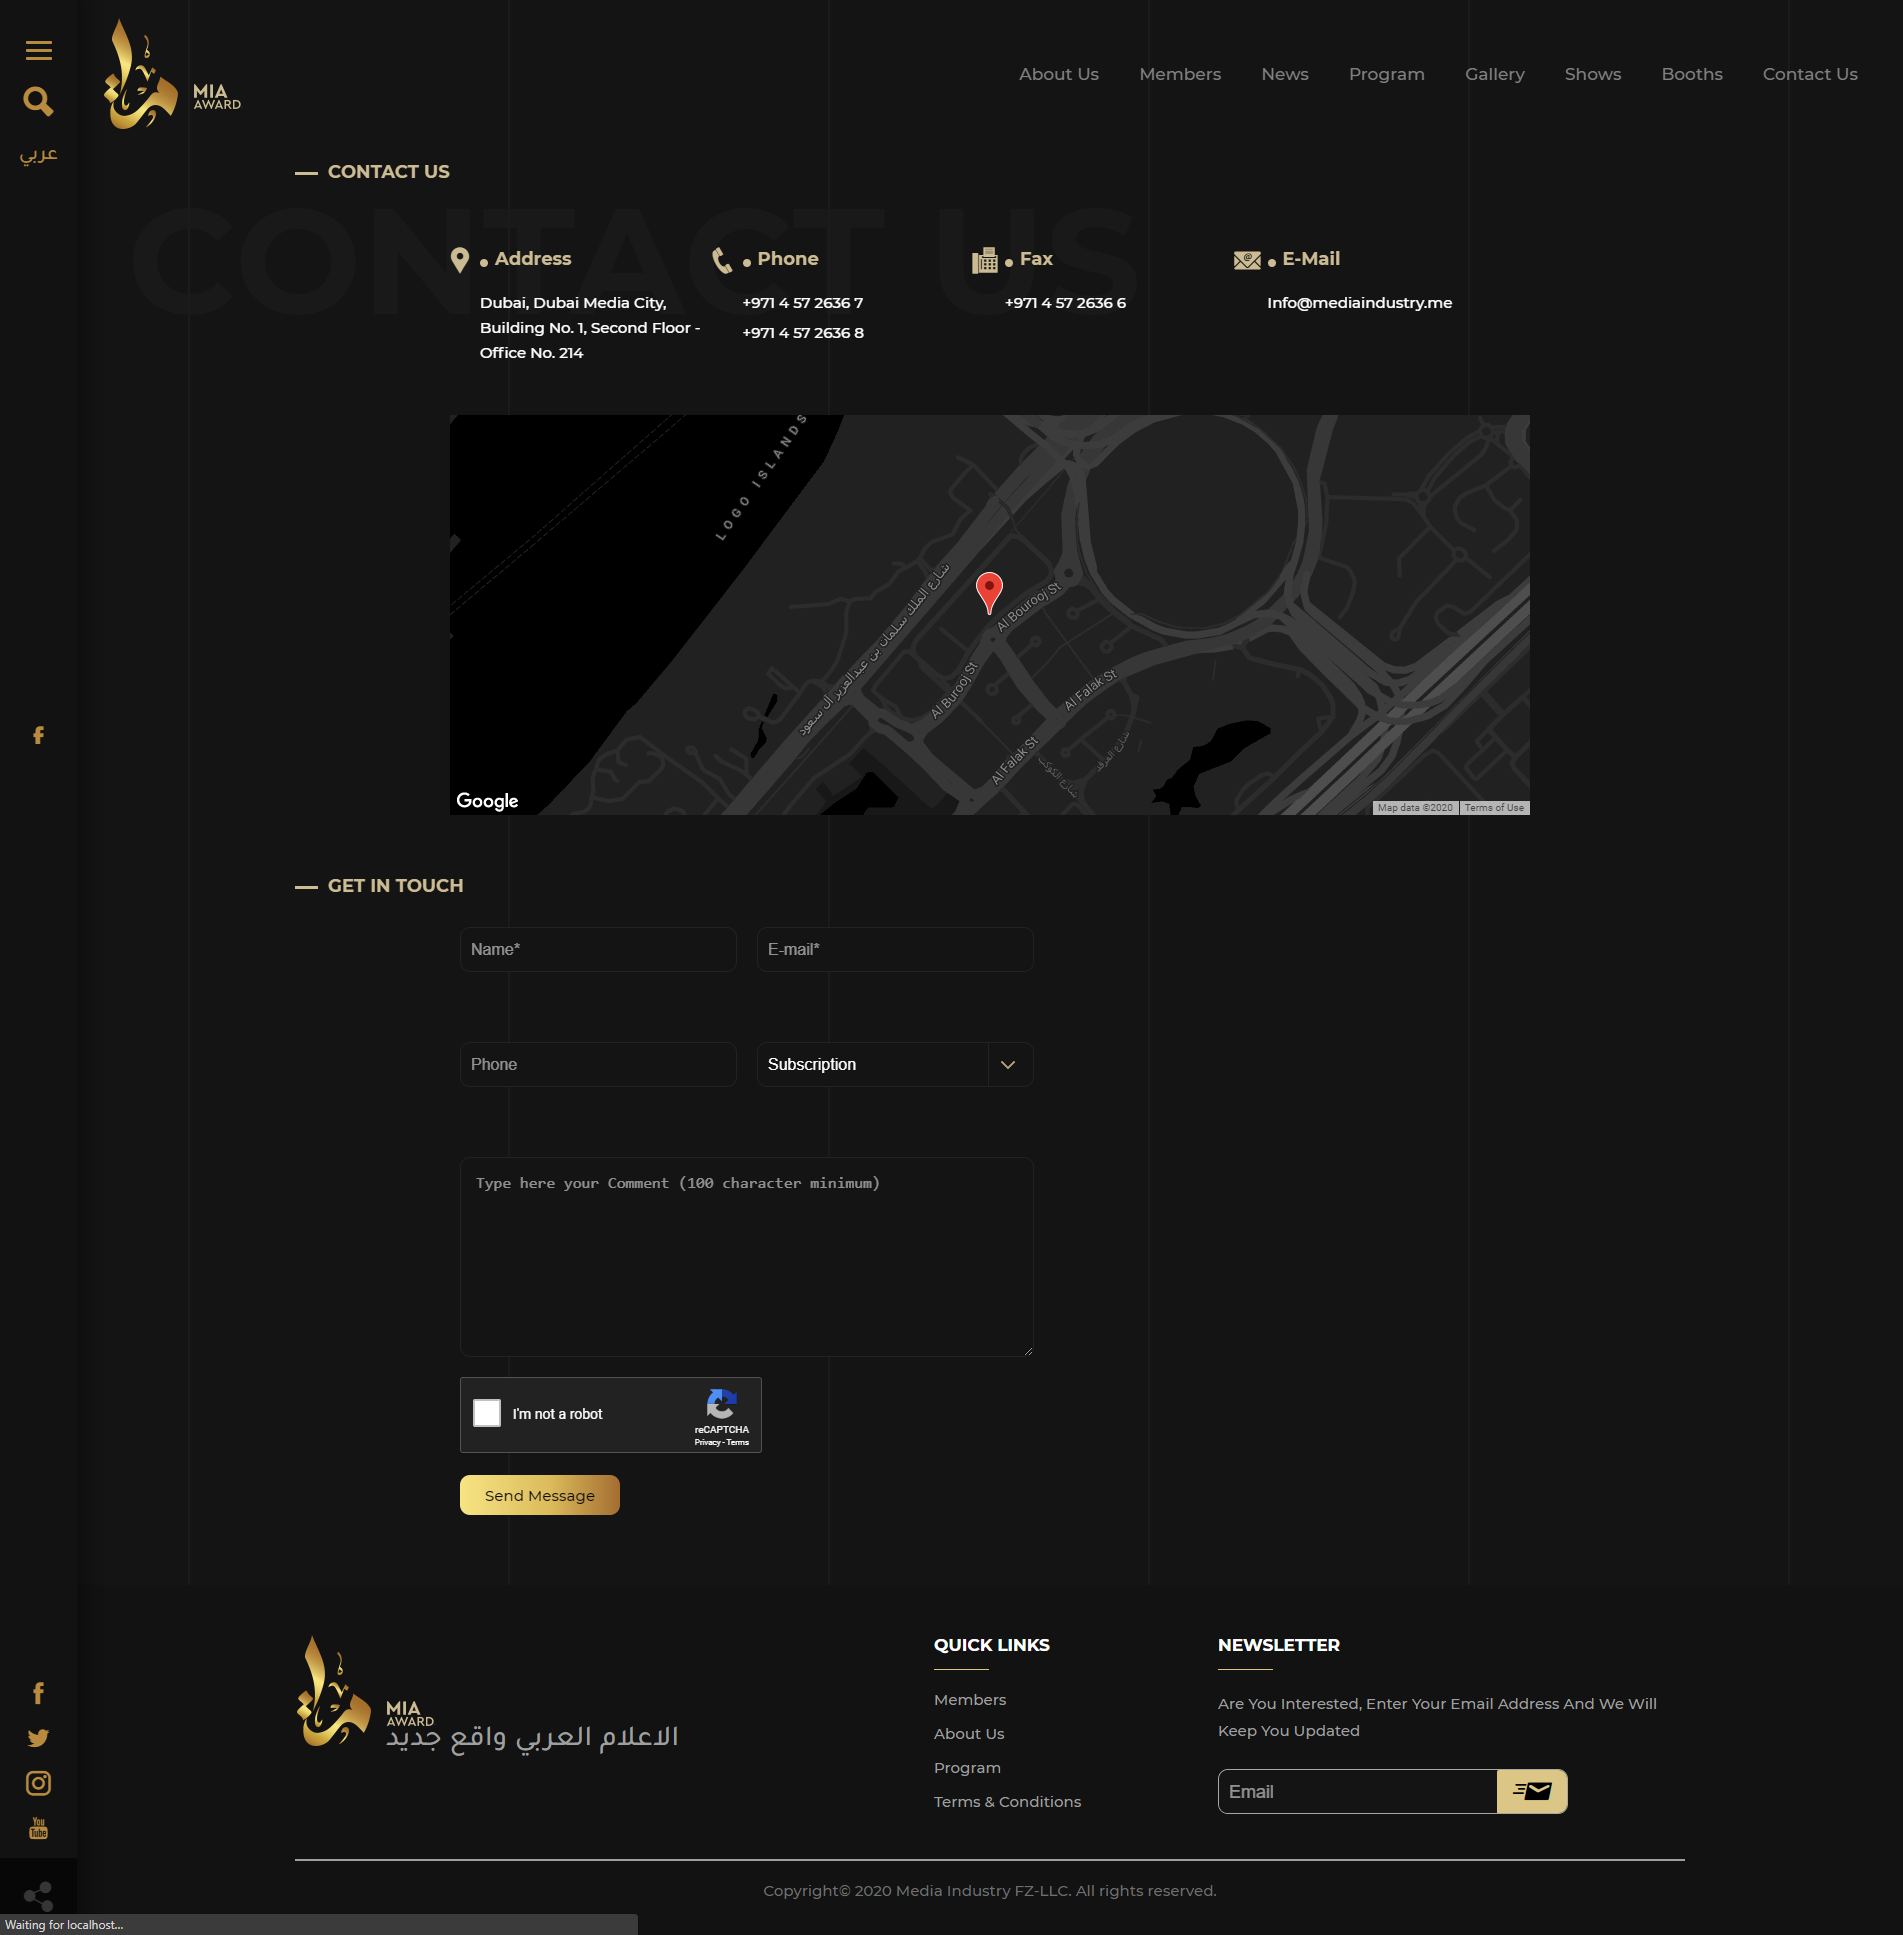 عربي
MIA
AWARD
About Us
Members
News
Program
Gallery
Shows
Booths
Contact Us
CONTACT US
CONTACT US
Address
Dubai, Dubai Media City,
Building No. 1, Second Floor -
Office No. 214
Phone
+971 4 57 2636 7
+971 4 57 2636 8
Fax
+971 4 57 2636 6
E-Mail
Info@mediaindustry.me
LOGO ISLANDS
شارع الملك سلمان بن عبدالعزيز آل سعود
Al Bourooj St
Al Burooj St
Al Falak St
Al Falak St
شارع الكوكب
شارع الفرقد
Google
Map data ©2020
Terms of Use
GET IN TOUCH
Name*
E-mail*
Phone
Subscription
Type here your Comment (100 character minimum)
I'm not a robot
reCAPTCHA
Privacy - Terms
Send Message
MIA
AWARD
الاعلام العربي واقع جديد
QUICK LINKS
Members
About Us
Program
Terms & Conditions
NEWSLETTER
Are You Interested, Enter Your Email Address And We Will
Keep You Updated
Email
You
Tube
Copyright© 2020 Media Industry FZ-LLC. All rights reserved.
Waiting for localhost...